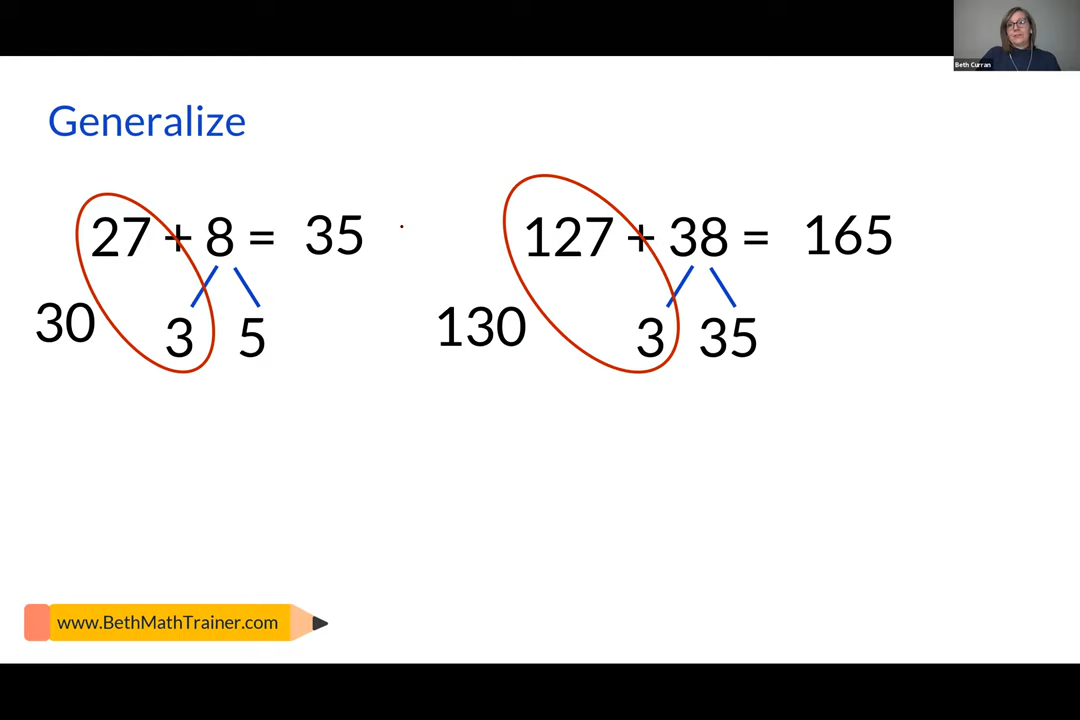 Beth Curran
Generalize
27 + 8 = 35
30 3 5
127 + 38 = 165
130 3 35
www.BethMathTrainer.com